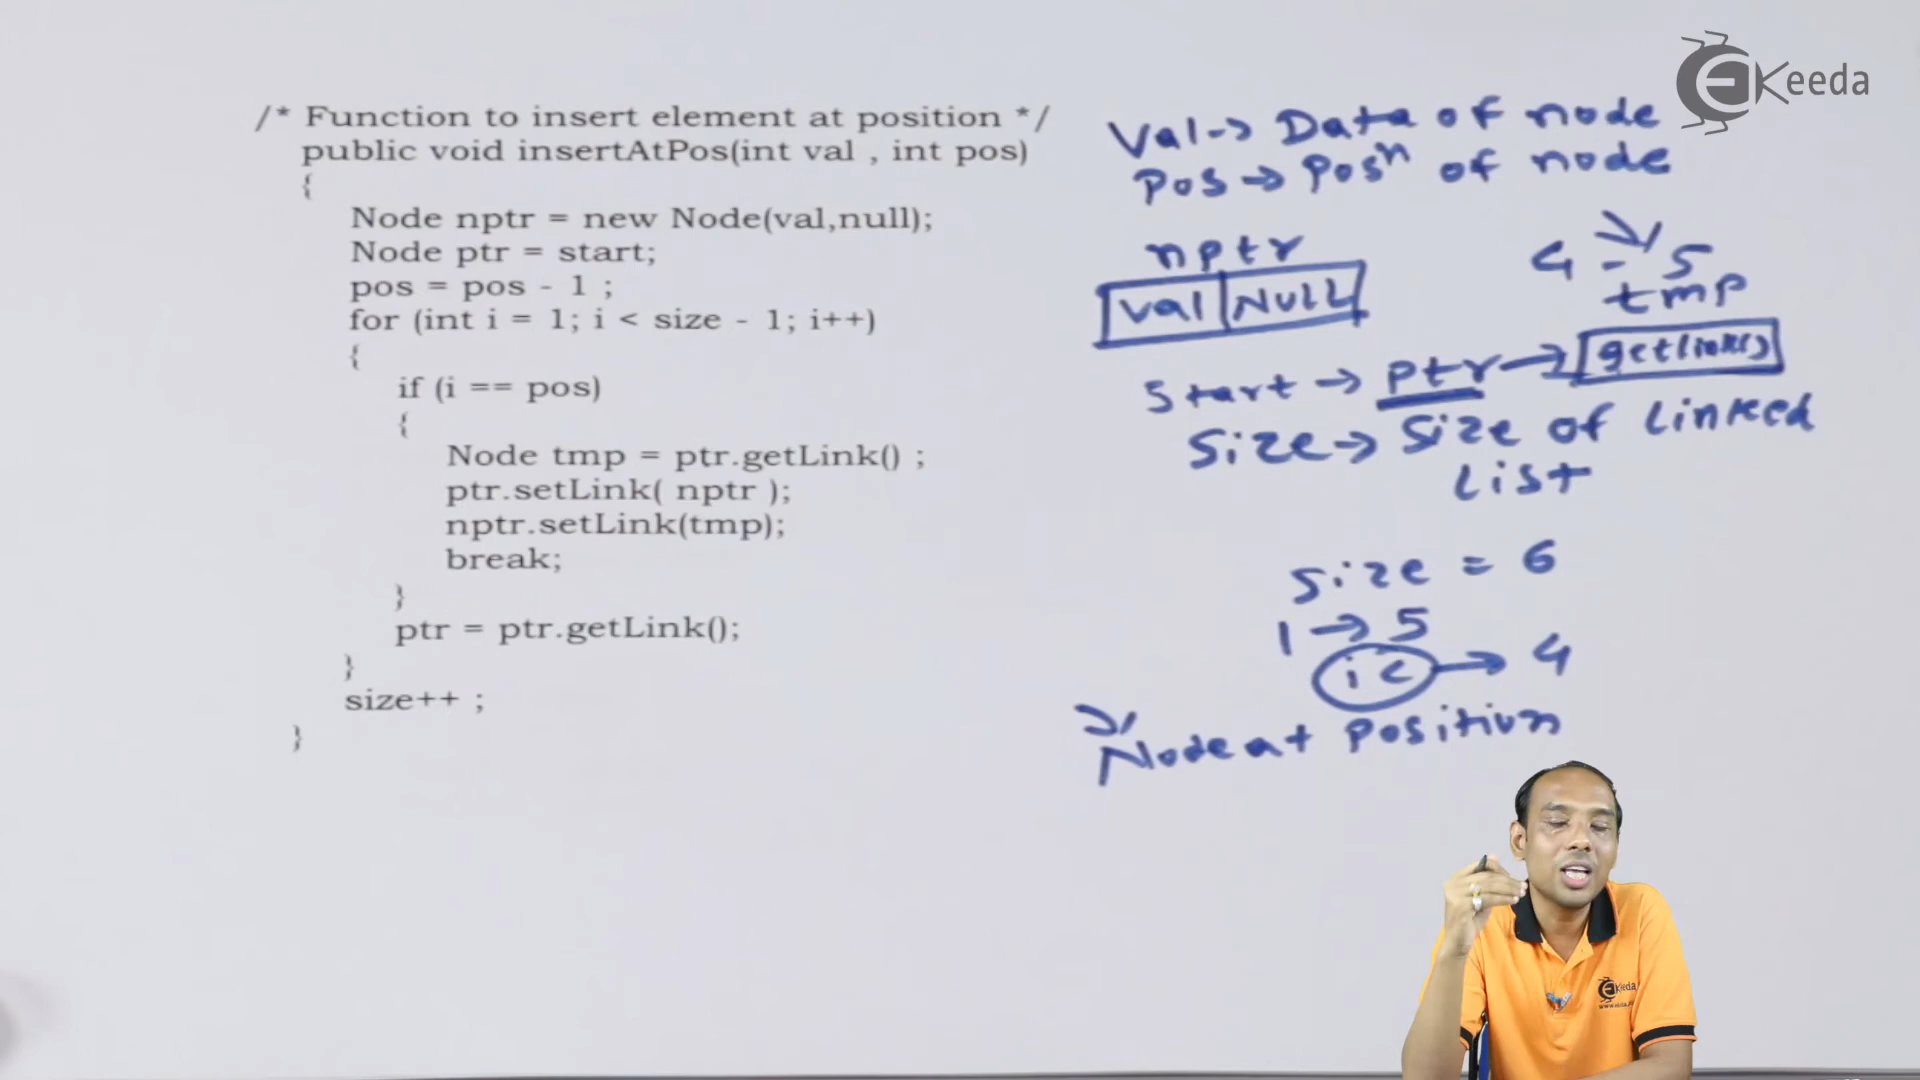 EKeeda
/* Function to insert element at position */
public void insertAtPos(int val , int pos)
{
Node nptr = new Node(val,null);
Node ptr = start;
pos = pos - 1 ;
for (int i = 1; i < size - 1; i++)
{
if (i == pos)
{
Node tmp = ptr.getLink() ;
ptr.setLink( nptr );
nptr.setLink(tmp);
break;
}
ptr = ptr.getLink();
}
size++ ;
}
Val → Data of node
Pos → Posn of node
nptr
val NULL
4 - 5
tmp
Start → ptr → getlink()
Size → Size of Linked
List
Size = 6
1 → 5
i < → 4
Node at Position
EKeeda